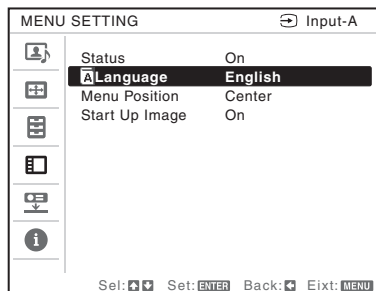 MENU SETTING Input-A
Status On
A Language English
Menu Position Center
Start Up Image On
i
Sel: Set: ENTER Back: Eixt: MENU